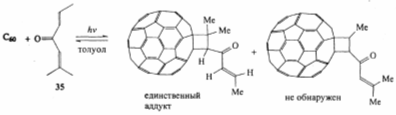 C60 + O
hν
толуол
35
Me
Me
H
O
H
H
Me
единственный
аддукт
+
Me
O
Me
Me
не обнаружен